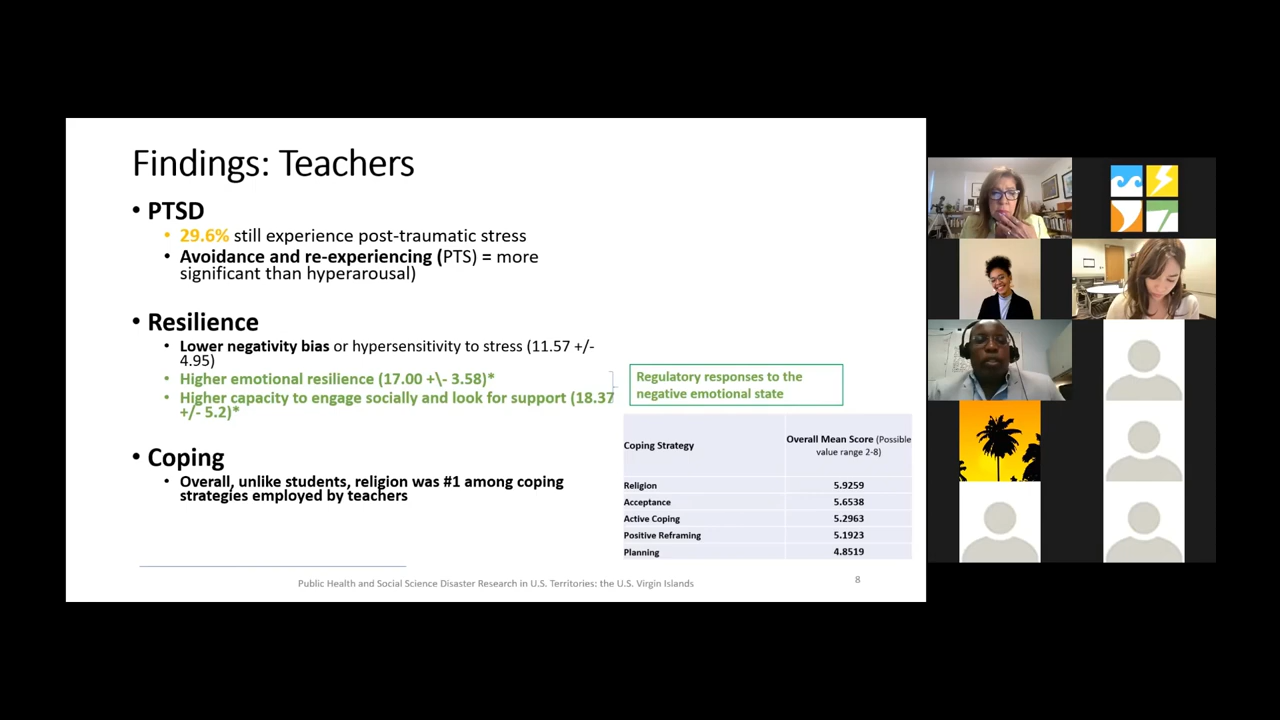 Findings: Teachers
• PTSD
• 29.6% still experience post-traumatic stress
• Avoidance and re-experiencing (PTS) = more
significant than hyperarousal)
• Resilience
• Lower negativity bias or hypersensitivity to stress (11.57 +/-
4.95)
• Higher emotional resilience (17.00 +\- 3.58)*
• Higher capacity to engage socially and look for support (18.37
+/- 5.2)*
Regulatory responses to the
negative emotional state
• Coping
• Overall, unlike students, religion was #1 among coping
strategies employed by teachers
Coping Strategy Overall Mean Score (Possible
value range 2-8)
Religion 5.9259
Acceptance 5.6538
Active Coping 5.2963
Positive Reframing 5.1923
Planning 4.8519
Public Health and Social Science Disaster Research in U.S. Territories: the U.S. Virgin Islands
8